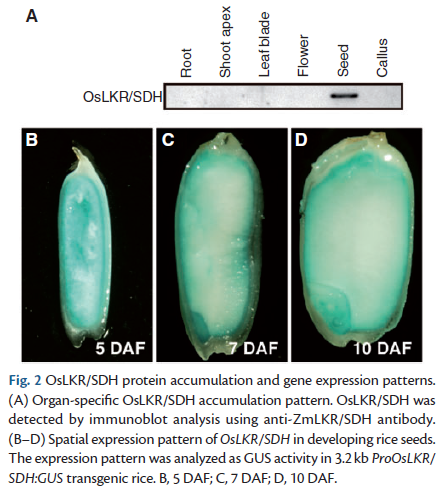 A
Root
Shoot apex
Leaf blade
Flower
Seed
Callus
OsLKR/SDH
B
C
D
5 DAF
7 DAF
10 DAF
Fig. 2 OsLKR/SDH protein accumulation and gene expression patterns.
(A) Organ-specific OsLKR/SDH accumulation pattern. OsLKR/SDH was
detected by immunoblot analysis using anti-ZmLKR/SDH antibody.
(B–D) Spatial expression pattern of OsLKR/SDH in developing rice seeds.
The expression pattern was analyzed as GUS activity in 3.2 kb ProOsLKR/
SDH:GUS transgenic rice. B, 5 DAF; C, 7 DAF; D, 10 DAF.